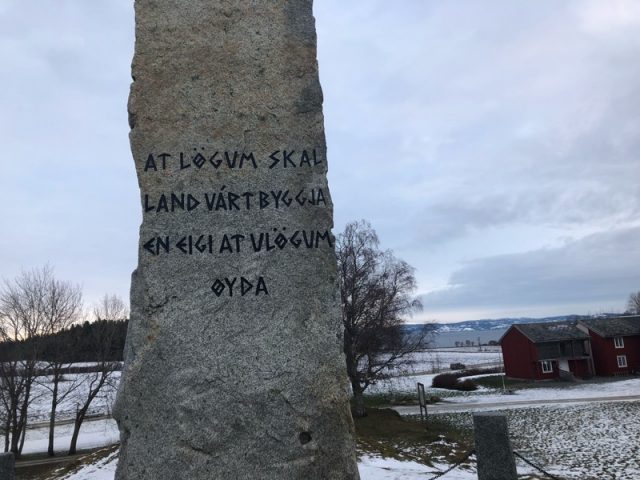 AT LÖGUM SKAL
LAND VÁRT BYGGJA
EN EIGI AT ULÖGUM
ØYDA